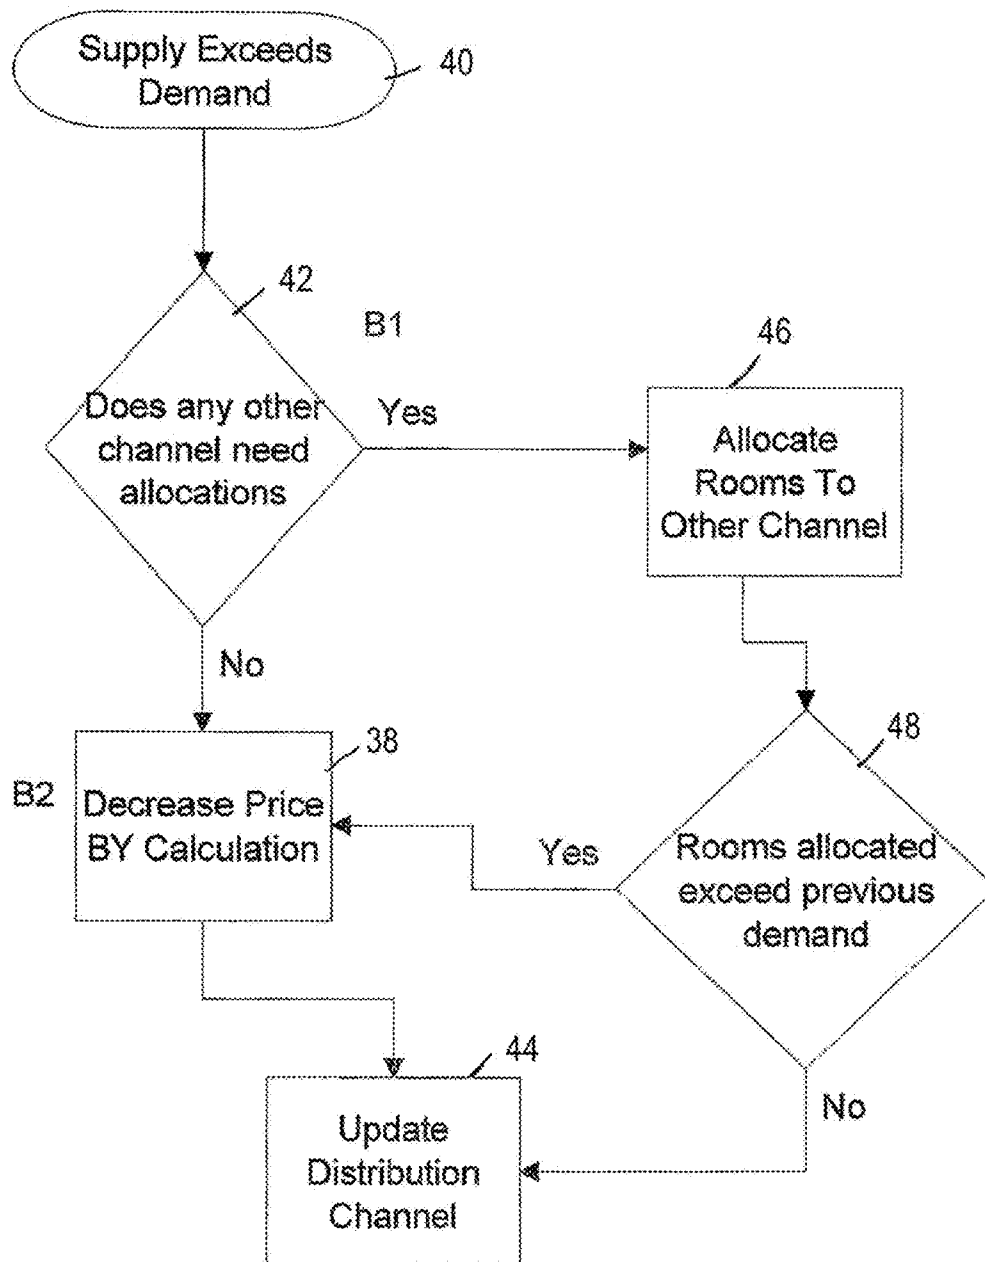 Supply Exceeds
Demand
40
42
B1
Does any other
channel need
allocations
Yes
46
Allocate
Rooms To
Other Channel
No
38
B2
Decrease Price
BY Calculation
48
Yes
Rooms allocated
exceed previous
demand
44
No
Update
Distribution
Channel